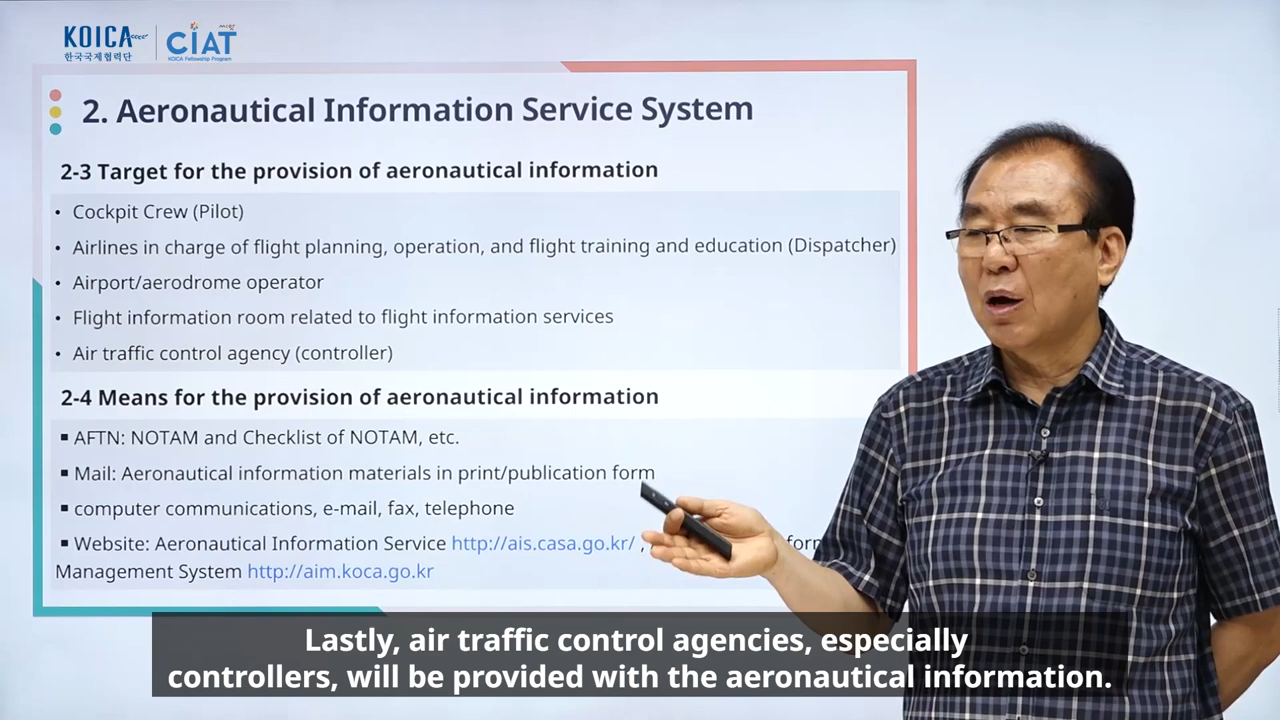 KOICA
한국국제협력단
CIAT
KOICA Fellowship Program
2. Aeronautical Information Service System
2-3 Target for the provision of aeronautical information
• Cockpit Crew (Pilot)
• Airlines in charge of flight planning, operation, and flight training and education (Dispatcher)
• Airport/aerodrome operator
• Flight information room related to flight information services
• Air traffic control agency (controller)
2-4 Means for the provision of aeronautical information
▪ AFTN: NOTAM and Checklist of NOTAM, etc.
▪ Mail: Aeronautical information materials in print/publication form
▪ computer communications, e-mail, fax, telephone
▪ Website: Aeronautical Information Service http://ais.casa.go.kr/ ,
Management System http://aim.koca.go.kr
Lastly, air traffic control agencies, especially
controllers, will be provided with the aeronautical information.